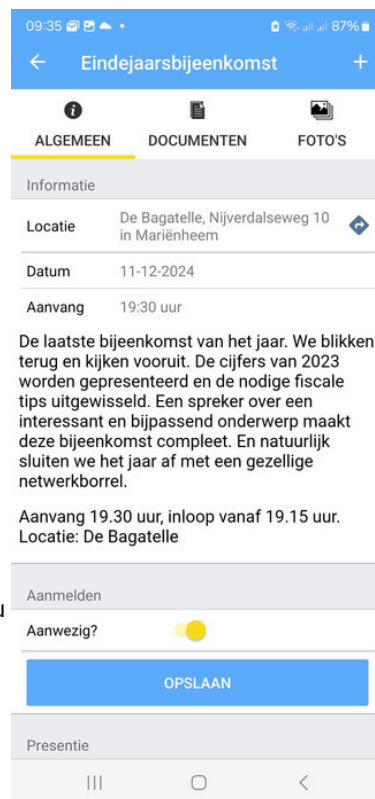 09:35 87%
Eindejaarsbijeenkomst +
ALGEMEEN DOCUMENTEN FOTO'S
Informatie
Locatie De Bagatelle, Nijverdalseweg 10
in Mariënheem
Datum 11-12-2024
Aanvang 19:30 uur
De laatste bijeenkomst van het jaar. We blikken
terug en kijken vooruit. De cijfers van 2023
worden gepresenteerd en de nodige fiscale
tips uitgewisseld. Een spreker over een
interessant en bijpassend onderwerp maakt
deze bijeenkomst compleet. En natuurlijk
sluiten we het jaar af met een gezellige
netwerkborrel.
Aanvang 19.30 uur, inloop vanaf 19.15 uur.
Locatie: De Bagatelle
Aanmelden
Aanwezig?
OPSLAAN
Presentie